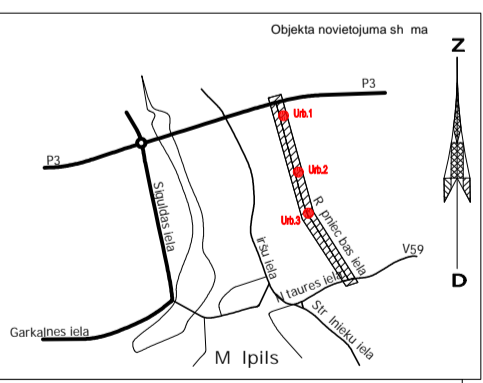 Objekta novietojuma sh ma
Z
P3
Urb.1
P3
Urb.2
Siguldas iela
Urb.3
R pniec bas iela
iršu iela
V59
N taures iela
D
Garkalnes iela
Str lnieku iela
M lpils